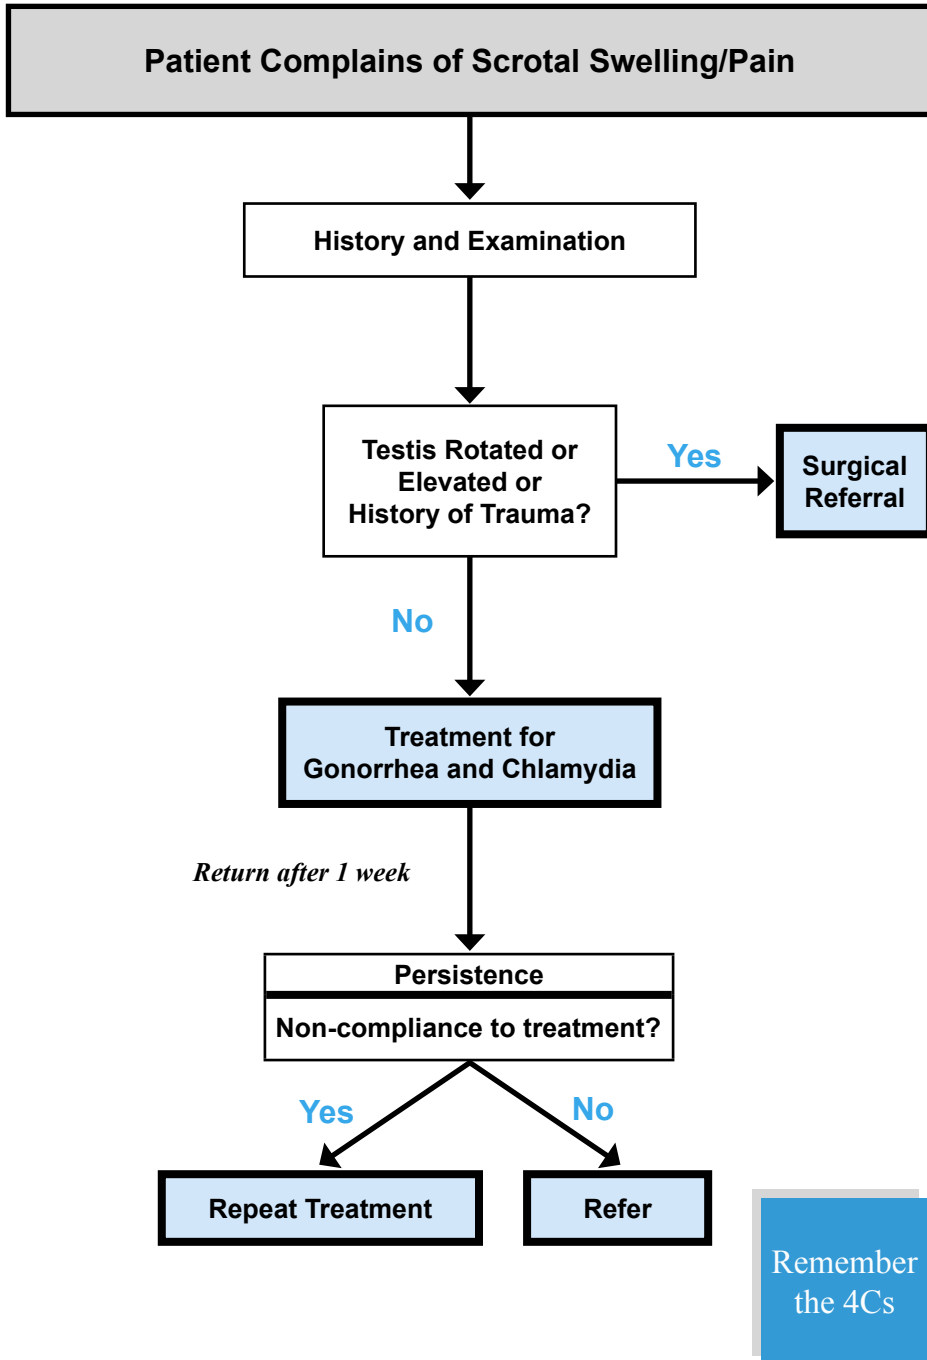 Patient Complains of Scrotal Swelling/Pain
History and Examination
Testis Rotated or
Elevated or
History of Trauma?
Yes
Surgical
Referral
No
Treatment for
Gonorrhea and Chlamydia
Return after 1 week
Persistence
Non-compliance to treatment?
Yes
No
Repeat Treatment
Refer
Remember
the 4Cs